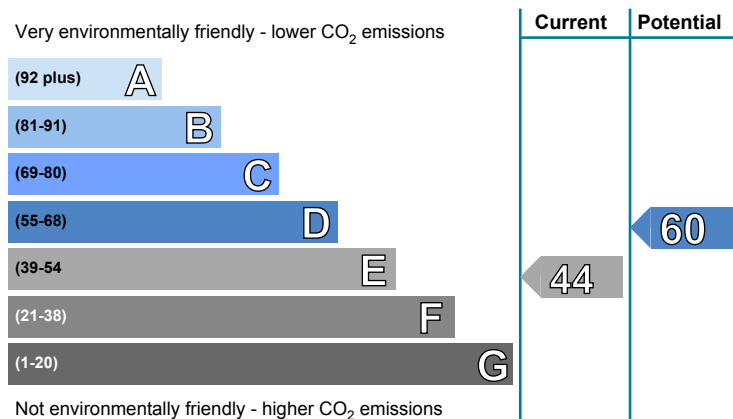 Very environmentally friendly - lower CO₂ emissions
Current
Potential
(92 plus) A
(81-91) B
(69-80) C
(55-68) D
60
(39-54 E
44
(21-38) F
(1-20) G
Not environmentally friendly - higher CO₂ emissions